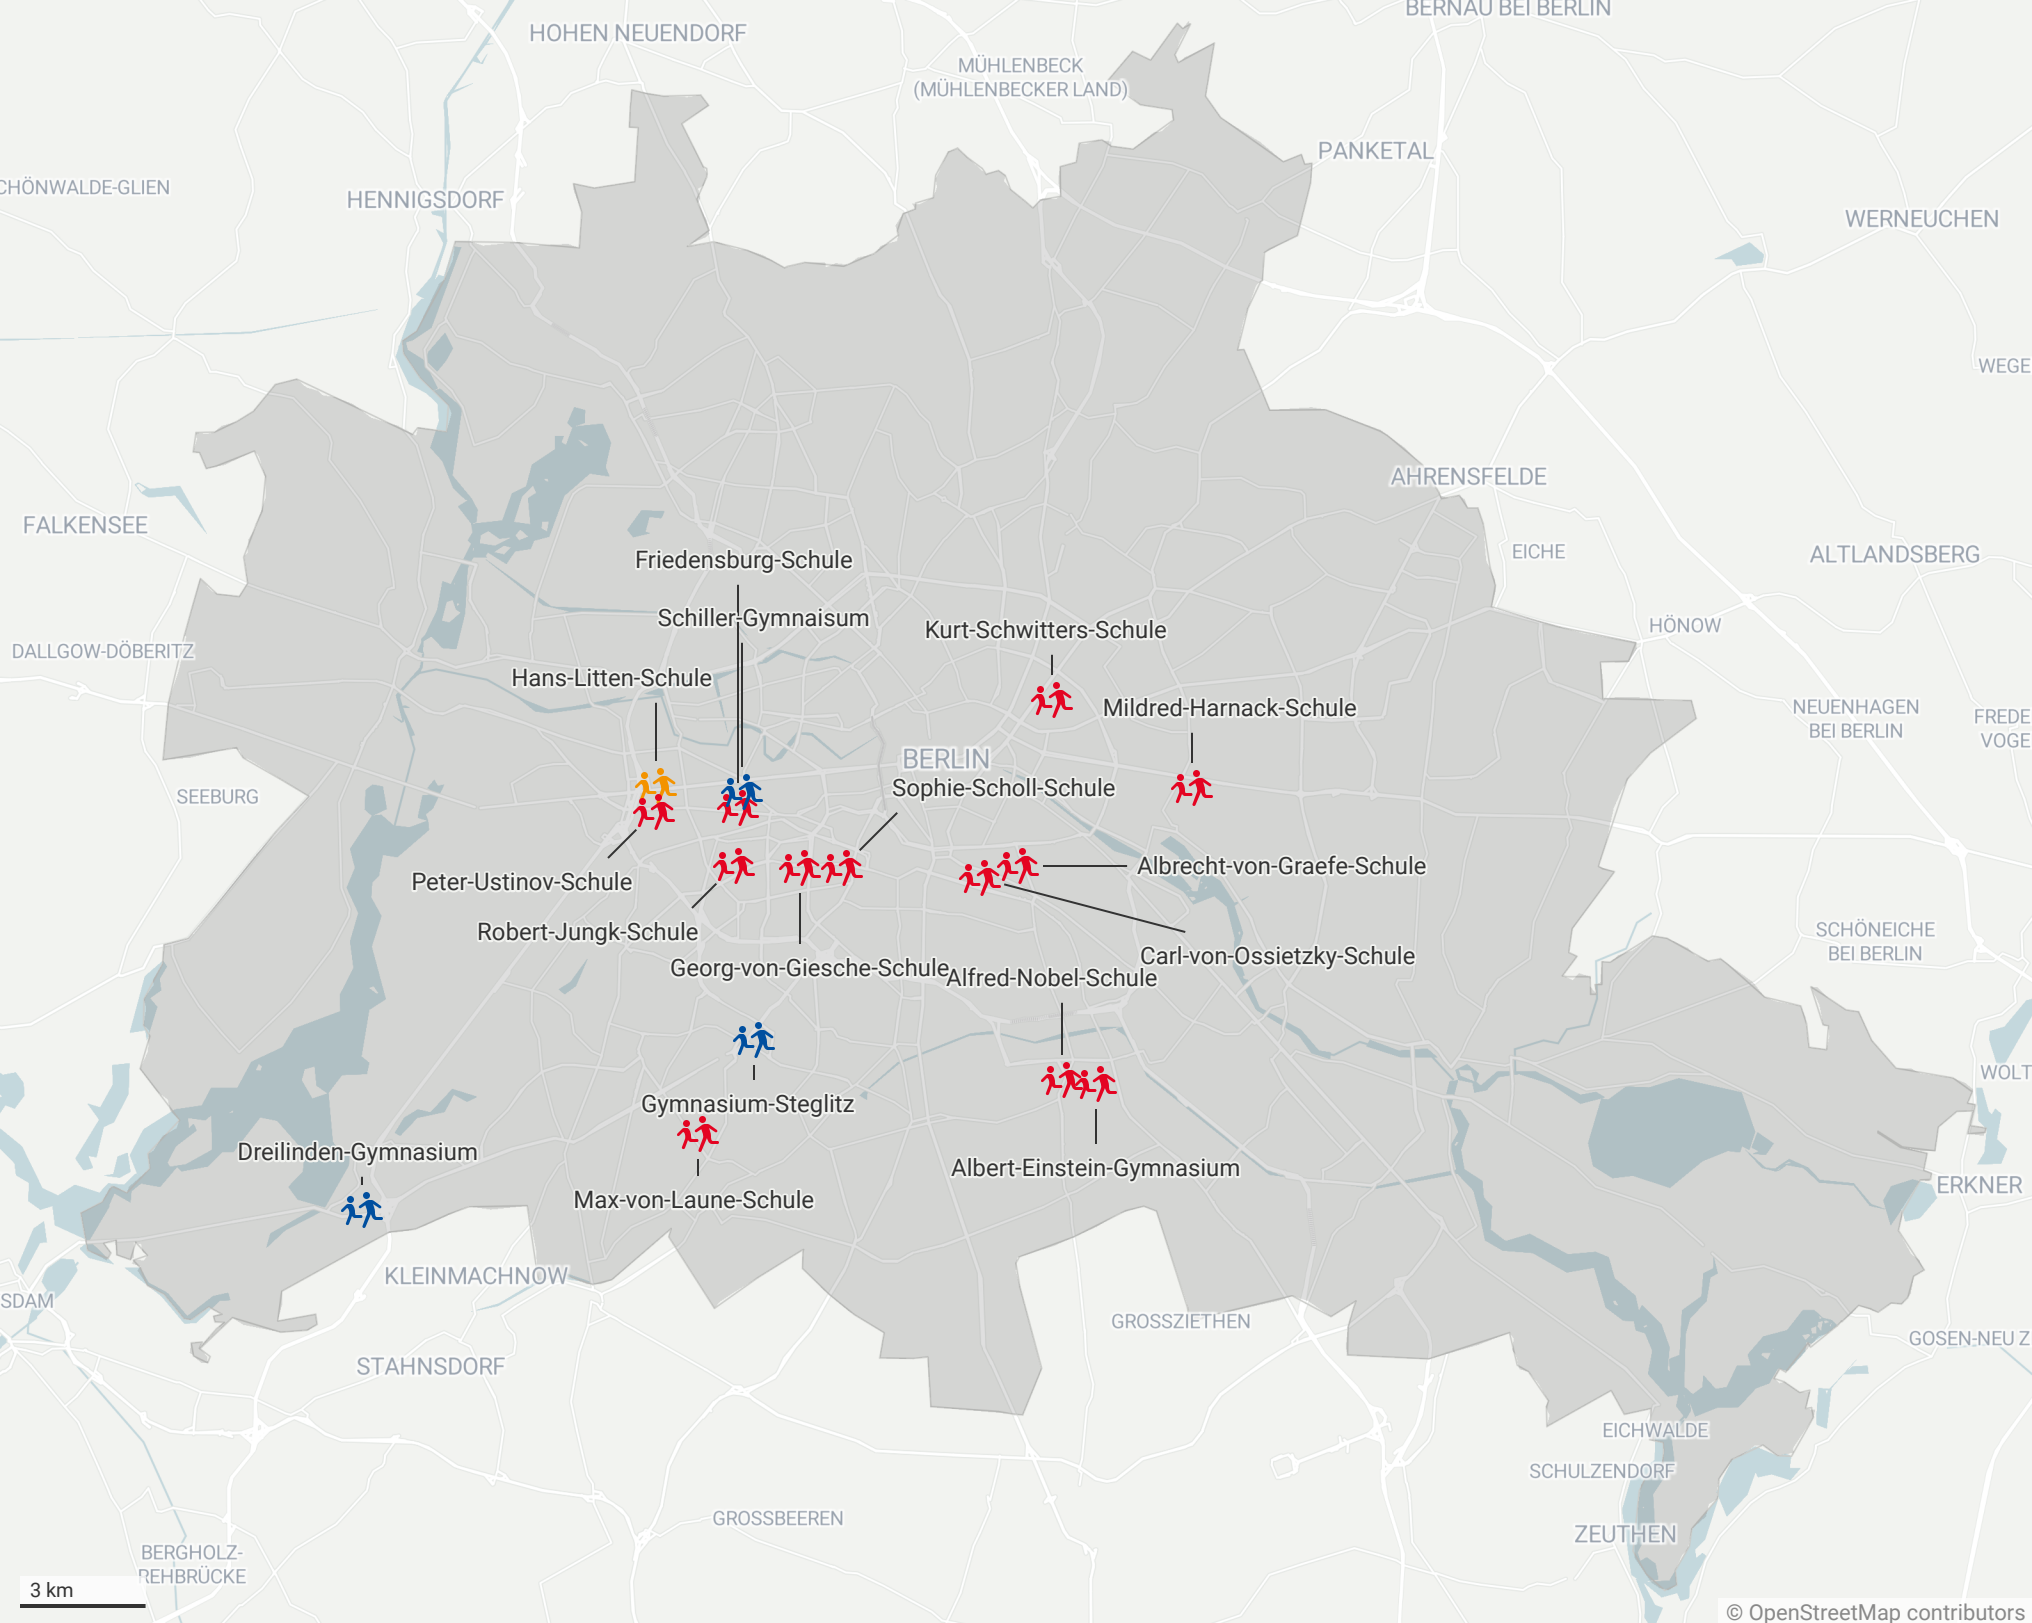 BERNAU BEI BERLIN
HOHEN NEUENDORF
MÜHLENBECK
(MÜHLENBECKER LAND)
PANKETAL
CHÖNWALDE-GLIEN
HENNIGSDORF
WERNEUCHEN
WEGE
AHRENSFELDE
FALKENSEE
EICHE
ALTLANDSBERG
Friedensburg-Schule
Schiller-Gymnaisum
Kurt-Schwitters-Schule
HÖNOW
DALLGOW-DÖBERITZ
Hans-Litten-Schule
Mildred-Harnack-Schule
NEUENHAGEN
BEI BERLIN
FREDE
VOGE
BERLIN
Sophie-Scholl-Schule
SEEBURG
Albrecht-von-Graefe-Schule
Peter-Ustinov-Schule
Robert-Jungk-Schule
SCHÖNEICHE
BEI BERLIN
Carl-von-Ossietzky-Schule
Georg-von-Giesche-Schule
Alfred-Nobel-Schule
WOLT
Gymnasium-Steglitz
Dreilinden-Gymnasium
Albert-Einstein-Gymnasium
ERKNER
Max-von-Laune-Schule
KLEINMACHNOW
SDAM
GROSSZIETHEN
GOSEN-NEU Z
STAHNSDORF
EICHWALDE
SCHULZENDORF
GROSSBEEREN
ZEUTHEN
BERGHOLZ-
REHBRÜCKE
3 km
© OpenStreetMap contributors